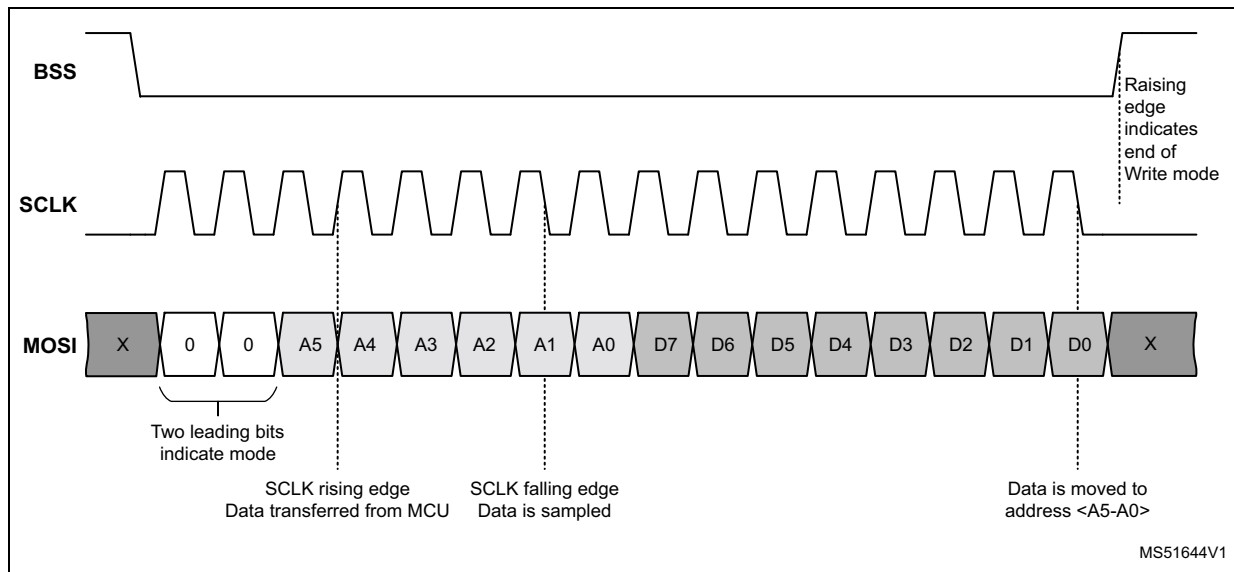 BSS
Raising
edge
indicates
end of
Write mode
SCLK
MOSI
X 0 0 A5 A4 A3 A2 A1 A0 D7 D6 D5 D4 D3 D2 D1 D0 X
Two leading bits
indicate mode
SCLK rising edge
Data transferred from MCU
SCLK falling edge
Data is sampled
Data is moved to
address <A5-A0>
MS51644V1